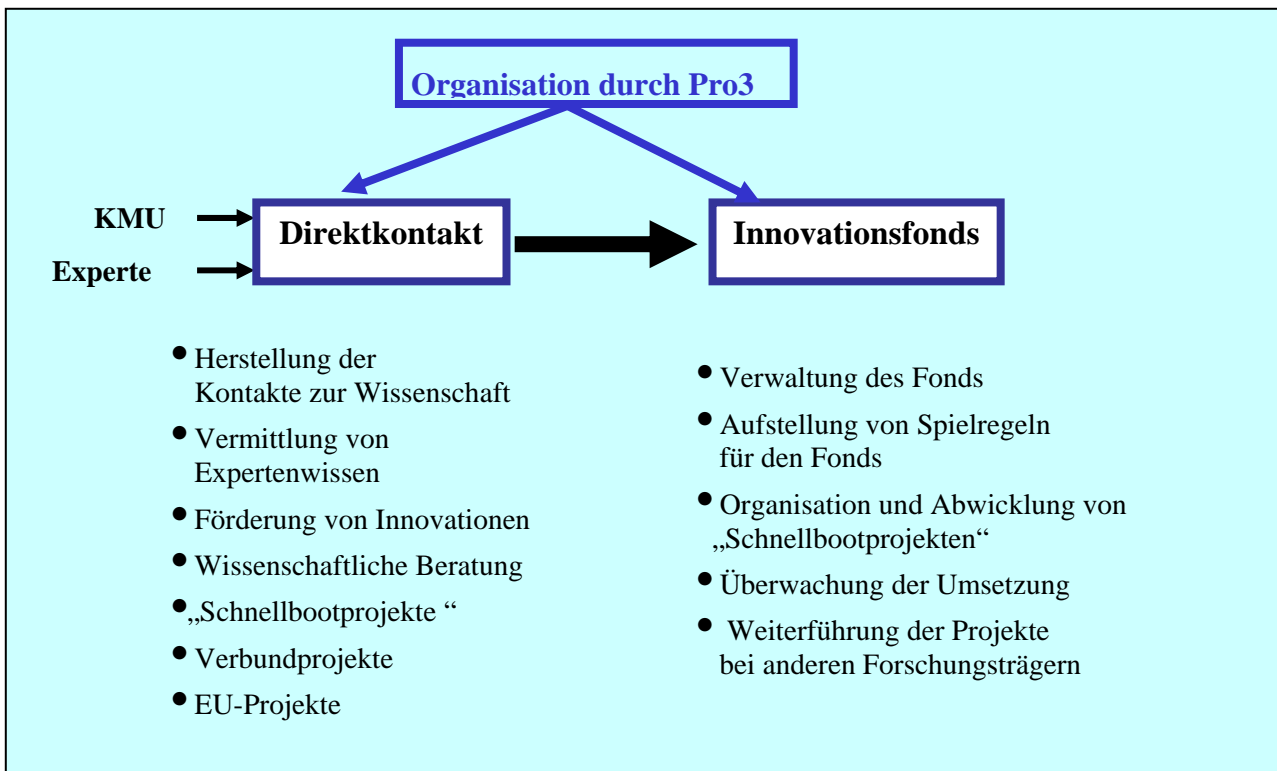 Organisation durch Pro3
KMU
Experte
Direktkontakt
Innovationsfonds
• Herstellung der
Kontakte zur Wissenschaft
• Vermittlung von
Expertenwissen
• Förderung von Innovationen
• Wissenschaftliche Beratung
• „Schnellbootprojekte “
• Verbundprojekte
• EU-Projekte
• Verwaltung des Fonds
• Aufstellung von Spielregeln
für den Fonds
• Organisation und Abwicklung von
„Schnellbootprojekten“
• Überwachung der Umsetzung
• Weiterführung der Projekte
bei anderen Forschungsträgern